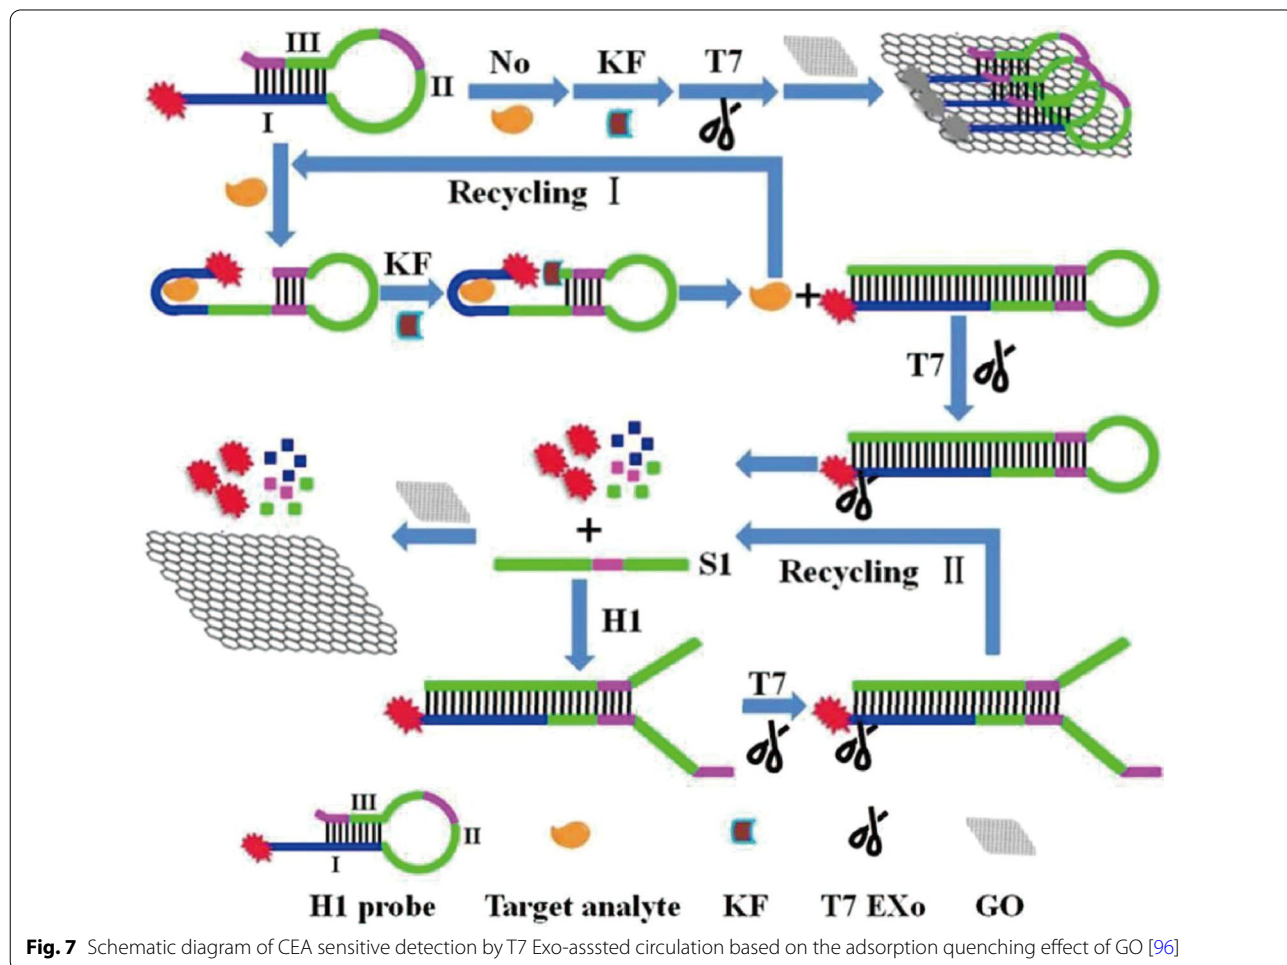 III
No KF T7
II
I
Recycling I
KF
T7
S1
Recycling II
H1
T7
III
II
I
H1 probe Target analyte KF T7 EXo GO
Fig. 7 Schematic diagram of CEA sensitive detection by T7 Exo-asssted circulation based on the adsorption quenching effect of GO [96]